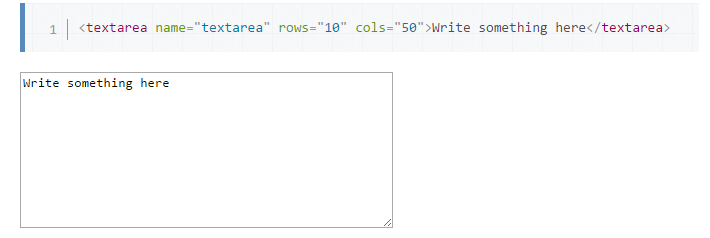 1 <textarea name="textarea" rows="10" cols="50">Write something here</textarea>
Write something here